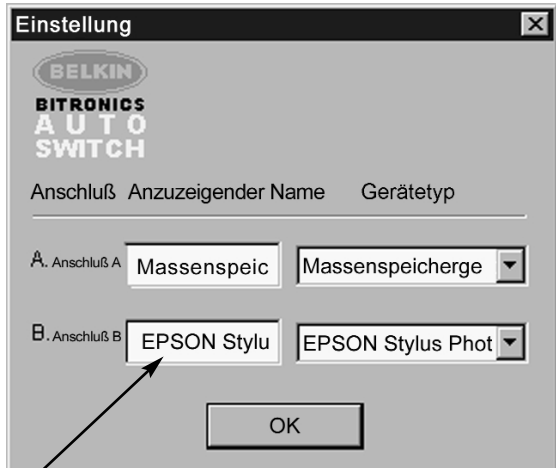 Einstellung
BELKIN
BITRONICS
AUTO
SWITCH
Anschluß Anzuzeigender Name Gerätetyp
A. Anschluß A Massenspeic Massenspeicherge
B. Anschluß B EPSON Stylu EPSON Stylus Phot
OK